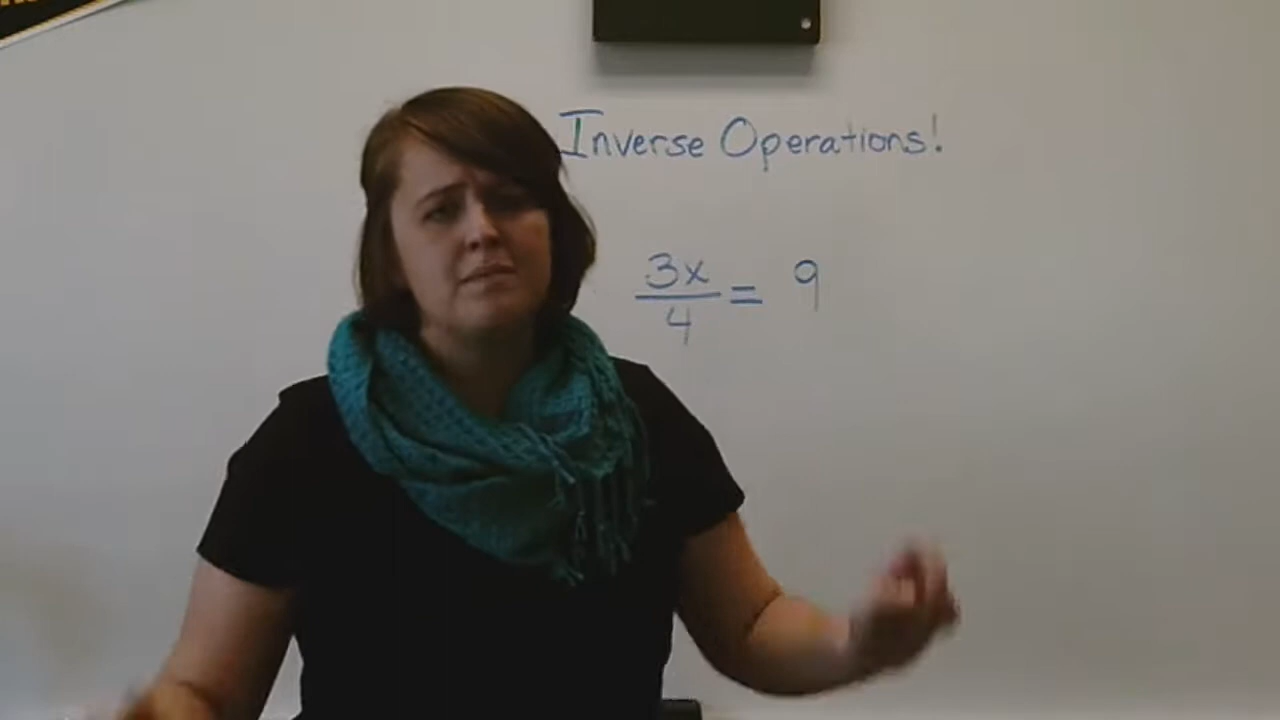 Inverse Operations!
3x/4 = 9